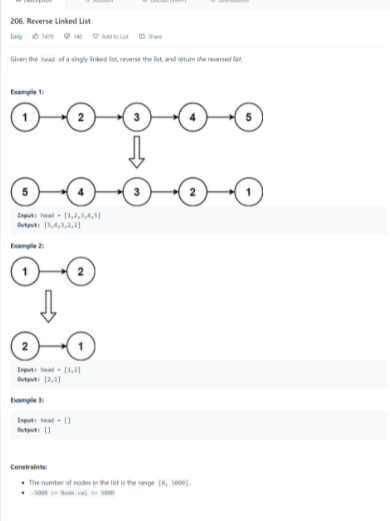 206. Reverse Linked List
Easy 7479 140 Add to List Share
Given the head of a singly linked list, reverse the list, and return the reversed list.
Example 1:
1 2 3 4 5
5 4 3 2 1
Input: head = [1,2,3,4,5]
Output: [5,4,3,2,1]
Example 2:
1 2
2 1
Input: head = [1,2]
Output: [2,1]
Example 3:
Input: head = []
Output: []
Constraints:
The number of nodes in the list is the range [0, 5000].
-5000 <= Node.val <= 5000